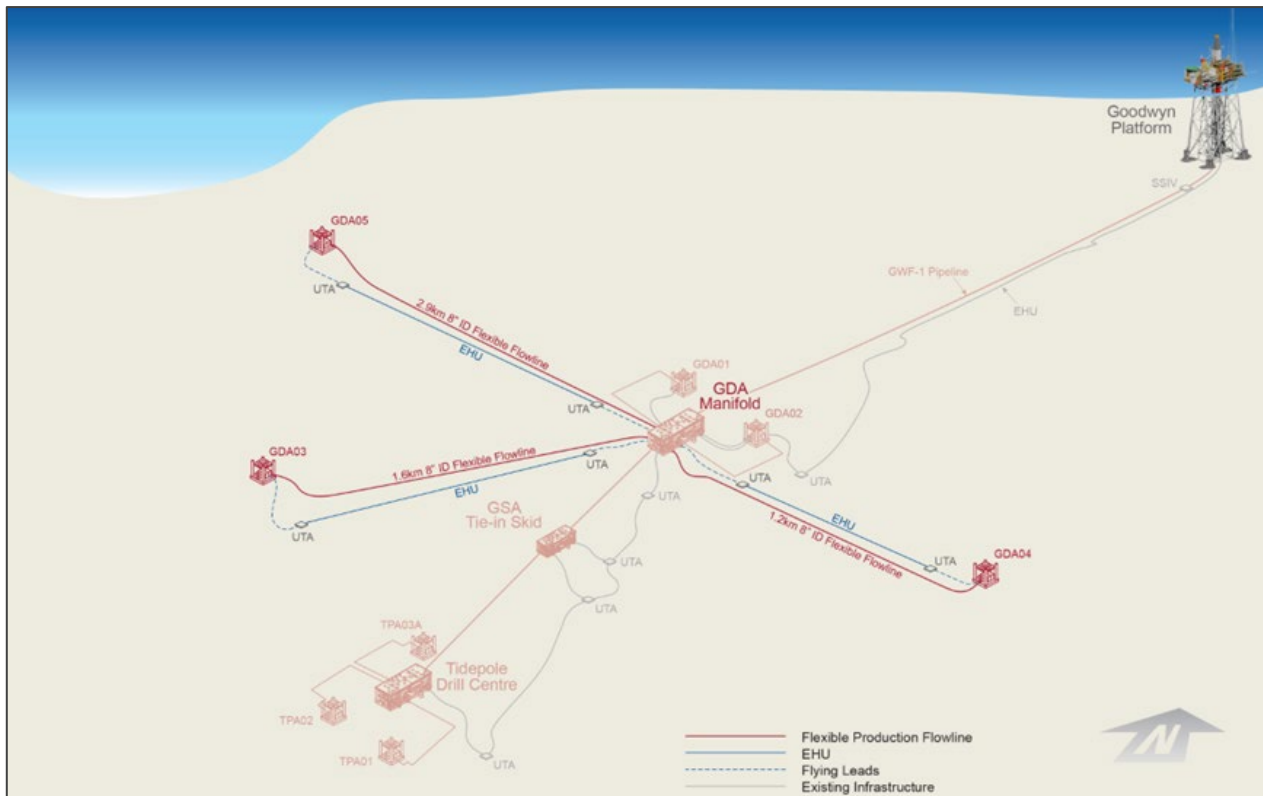 Goodwyn
Platform
SSIV
GDA05
GWF-1 Pipeline
UTA
EHU
2.9km 8" ID Flexible Flowline
EHU
GDA01
GDA
Manifold
UTA
GDA02
GDA03
1.6km 8" ID Flexible Flowline
UTA
EHU
UTA
UTA
UTA
GSA
Tie-in Skid
EHU
1.2km 8" ID Flexible Flowline
UTA
UTA
GDA04
UTA
UTA
TPA03A
Tidepole
Drill Centre
TPA02
TPA01
UTA
Flexible Production Flowline
EHU
Flying Leads
Existing Infrastructure
N